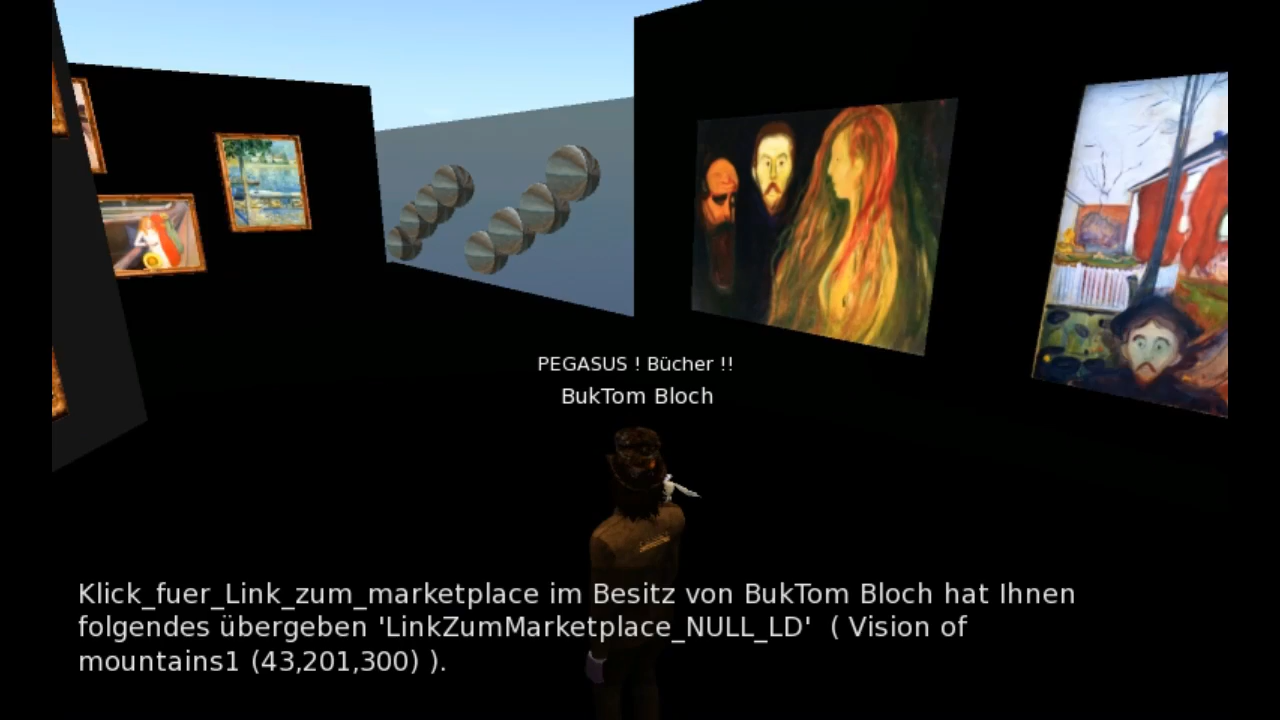 PEGASUS ! Bücher !!
BukTom Bloch
Klick_fuer_Link_zum_marketplace im Besitz von BukTom Bloch hat Ihnen
folgendes übergeben 'LinkZumMarketplace_NULL_LD'  ( Vision of
mountains1 (43,201,300) ).